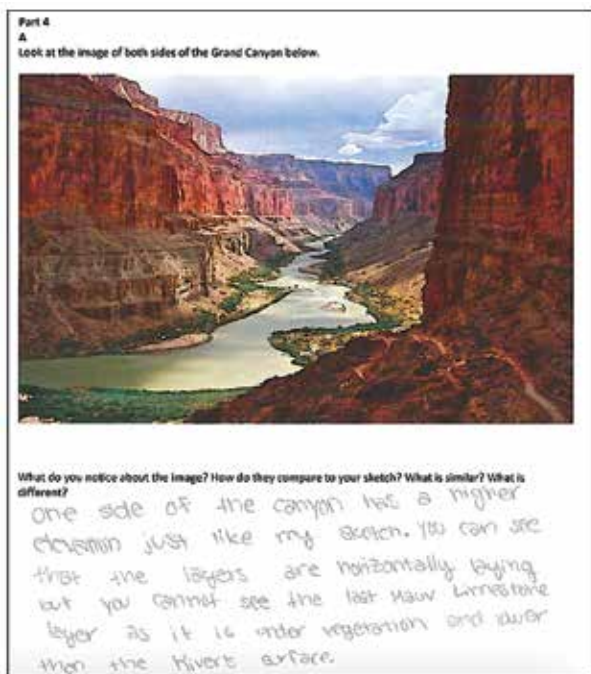 Part 4
A
Look at the image of both sides of the Grand Canyon below.
What do you notice about the image? How do they compare to your sketch? What is similar? What is
different?
one side of the canyon has a higher
elevation just like my sketch. You can see
that the layers are horizontally laying
but you cannot see the last Mauv Limestone
layer as it is under vegetation and lower
than the River's surface.